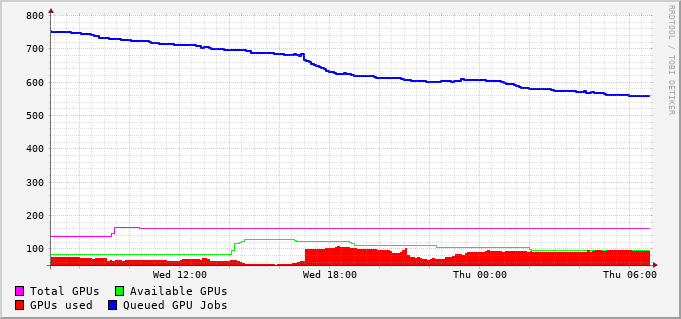 800
700
600
500
400
300
200
100
Wed 12:00 Wed 18:00 Thu 00:00 Thu 06:00
Total GPUs Available GPUs
GPUs used Queued GPU Jobs
RRDTOOL / TOBI OETIKER